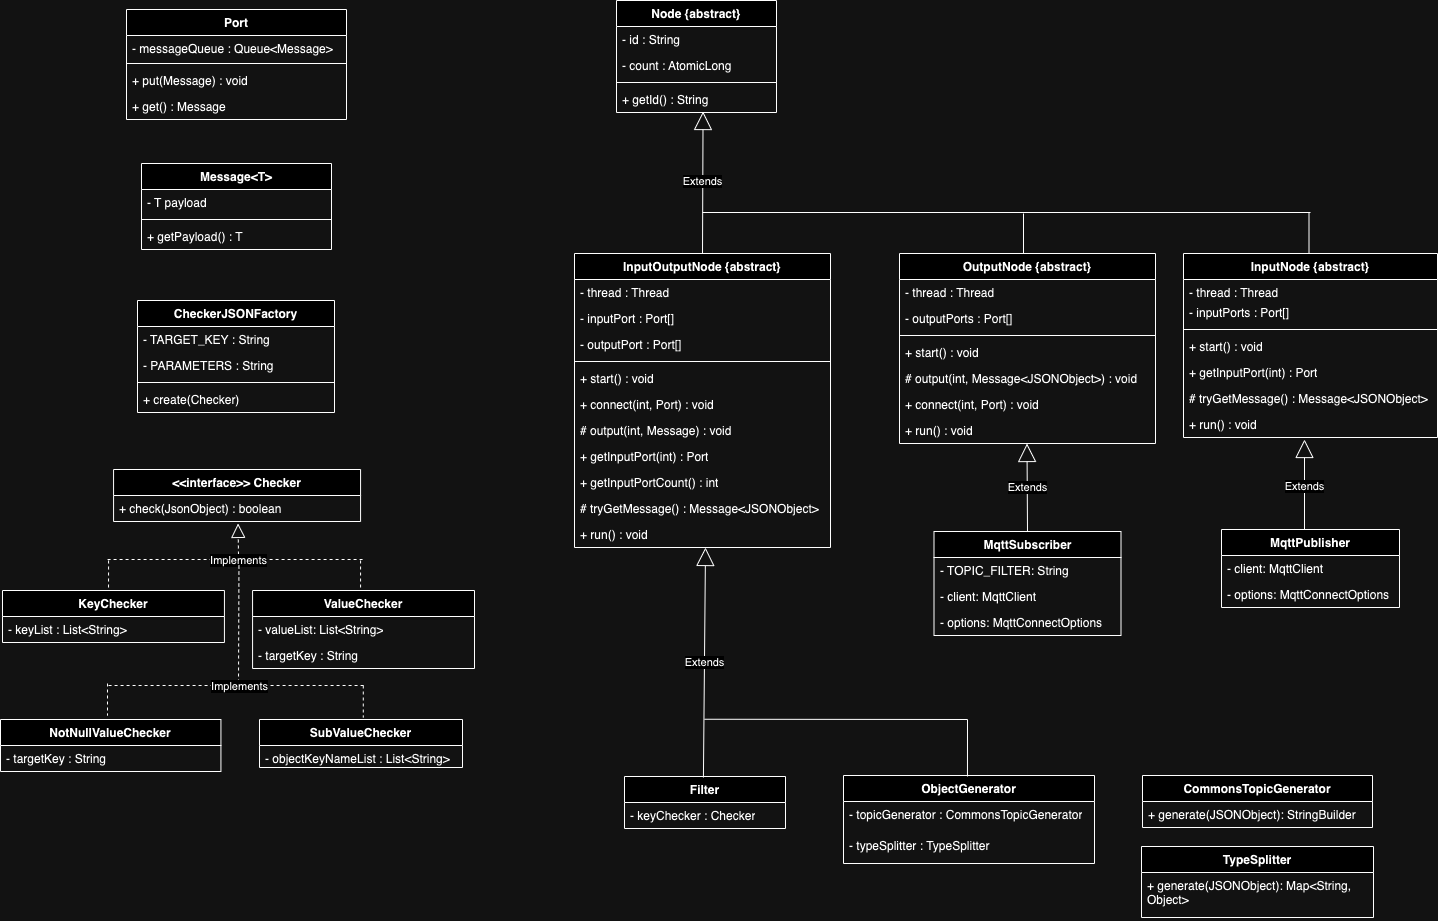 Port
- messageQueue : Queue<Message>
+ put(Message) : void
+ get() : Message
Message<T>
- T payload
+ getPayload() : T
CheckerJSONFactory
- TARGET_KEY : String
- PARAMETERS : String
+ create(Checker)
<<interface>> Checker
+ check(JsonObject) : boolean
Implements
KeyChecker
- keyList : List<String>
ValueChecker
- valueList: List<String>
- targetKey : String
Implements
NotNullValueChecker
- targetKey : String
SubValueChecker
- objectKeyNameList : List<String>
Node {abstract}
- id : String
- count : AtomicLong
+ getId() : String
Extends
InputOutputNode {abstract}
- thread : Thread
- inputPort : Port[]
- outputPort : Port[]
+ start() : void
+ connect(int, Port) : void
# output(int, Message) : void
+ getInputPort(int) : Port
+ getInputPortCount() : int
# tryGetMessage() : Message<JSONObject>
+ run() : void
OutputNode {abstract}
- thread : Thread
- outputPorts : Port[]
+ start() : void
# output(int, Message<JSONObject>) : void
+ connect(int, Port) : void
+ run() : void
InputNode {abstract}
- thread : Thread
- inputPorts : Port[]
+ start() : void
+ getInputPort(int) : Port
# tryGetMessage() : Message<JSONObject>
+ run() : void
Extends
MqttSubscriber
- TOPIC_FILTER: String
- client: MqttClient
- options: MqttConnectOptions
Extends
MqttPublisher
- client: MqttClient
- options: MqttConnectOptions
Extends
Filter
- keyChecker : Checker
ObjectGenerator
- topicGenerator : CommonsTopicGenerator
- typeSplitter : TypeSplitter
CommonsTopicGenerator
+ generate(JSONObject): StringBuilder
TypeSplitter
+ generate(JSONObject): Map<String,
Object>